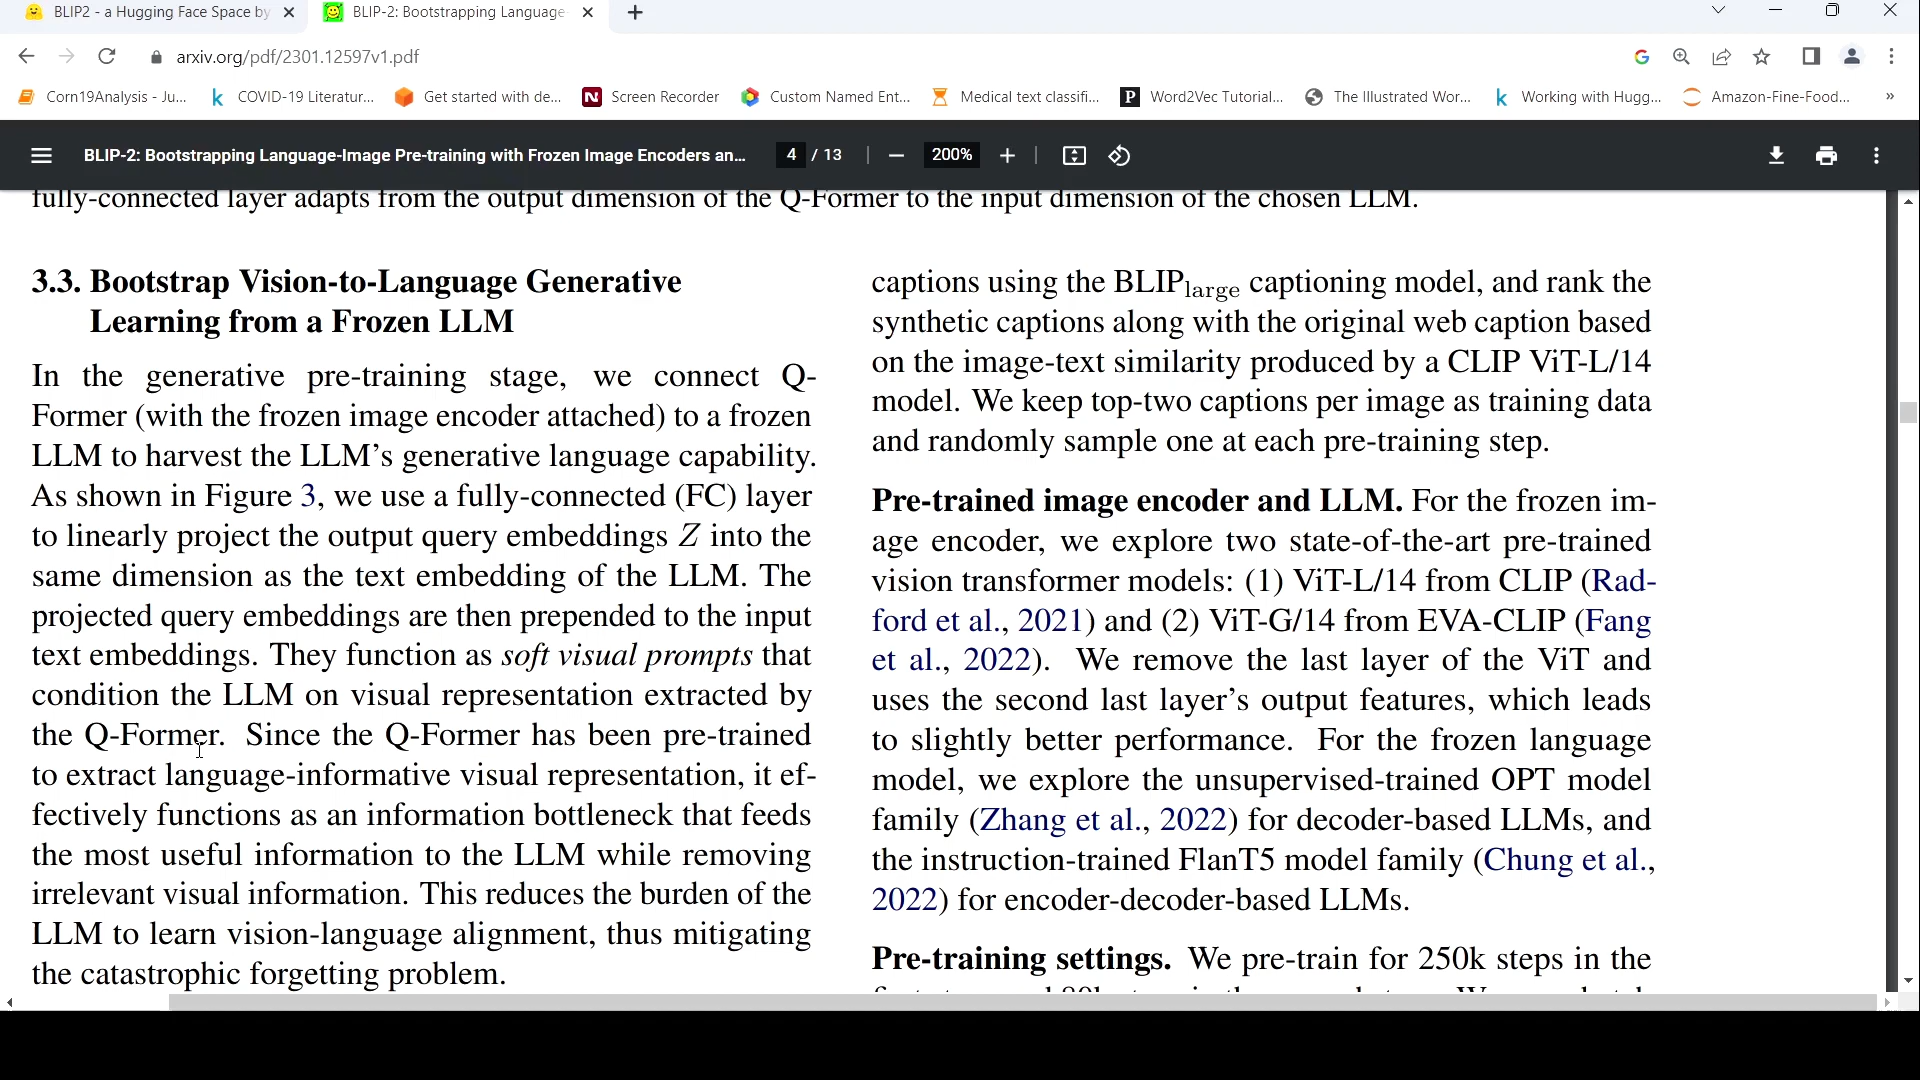 BLIP2 - a Hugging Face Space by
BLIP-2: Bootstrapping Language-
arxiv.org/pdf/2301.12597v1.pdf
Corn19Analysis - Ju...
COVID-19 Literatur...
Get started with de...
Screen Recorder
Custom Named Ent...
Medical text classifi...
Word2Vec Tutorial...
The Illustrated Wor...
Working with Hugg...
Amazon-Fine-Food...
»
BLIP-2: Bootstrapping Language-Image Pre-training with Frozen Image Encoders an...
4 / 13
200%
fully-connected layer adapts from the output dimension of the Q-Former to the input dimension of the chosen LLM.
3.3. Bootstrap Vision-to-Language Generative
Learning from a Frozen LLM
In the generative pre-training stage, we connect Q-
Former (with the frozen image encoder attached) to a frozen
LLM to harvest the LLM's generative language capability.
As shown in Figure 3, we use a fully-connected (FC) layer
to linearly project the output query embeddings Z into the
same dimension as the text embedding of the LLM. The
projected query embeddings are then prepended to the input
text embeddings. They function as soft visual prompts that
condition the LLM on visual representation extracted by
the Q-Former. Since the Q-Former has been pre-trained
to extract language-informative visual representation, it ef-
fectively functions as an information bottleneck that feeds
the most useful information to the LLM while removing
irrelevant visual information. This reduces the burden of the
LLM to learn vision-language alignment, thus mitigating
the catastrophic forgetting problem.
captions using the BLIPlarge captioning model, and rank the
synthetic captions along with the original web caption based
on the image-text similarity produced by a CLIP ViT-L/14
model. We keep top-two captions per image as training data
and randomly sample one at each pre-training step.
Pre-trained image encoder and LLM. For the frozen im-
age encoder, we explore two state-of-the-art pre-trained
vision transformer models: (1) ViT-L/14 from CLIP (Rad-
ford et al., 2021) and (2) ViT-G/14 from EVA-CLIP (Fang
et al., 2022). We remove the last layer of the ViT and
uses the second last layer's output features, which leads
to slightly better performance. For the frozen language
model, we explore the unsupervised-trained OPT model
family (Zhang et al., 2022) for decoder-based LLMs, and
the instruction-trained FlanT5 model family (Chung et al.,
2022) for encoder-decoder-based LLMs.
Pre-training settings. We pre-train for 250k steps in the